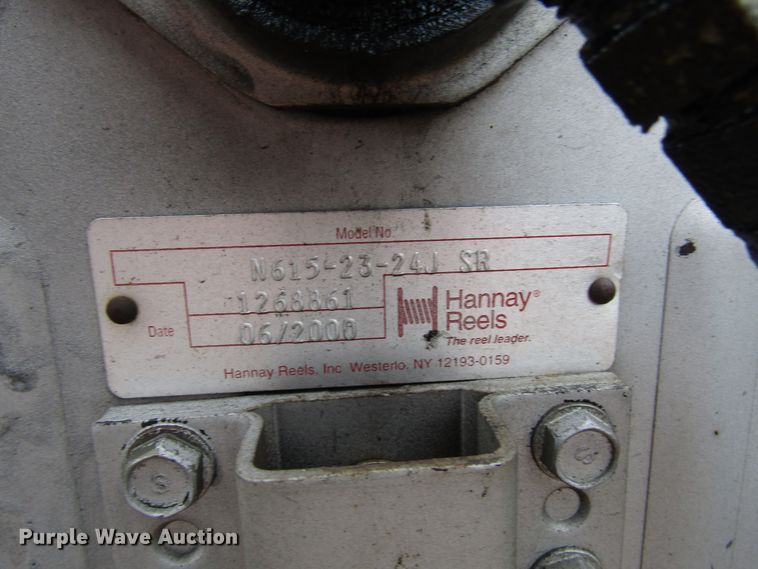 Model No
N615-23-24J SR
1268861
Date 06/2008
Hannay®
Reels
The reel leader.
Hannay Reels, Inc Westerlo, NY 12193-0159
Purple Wave Auction